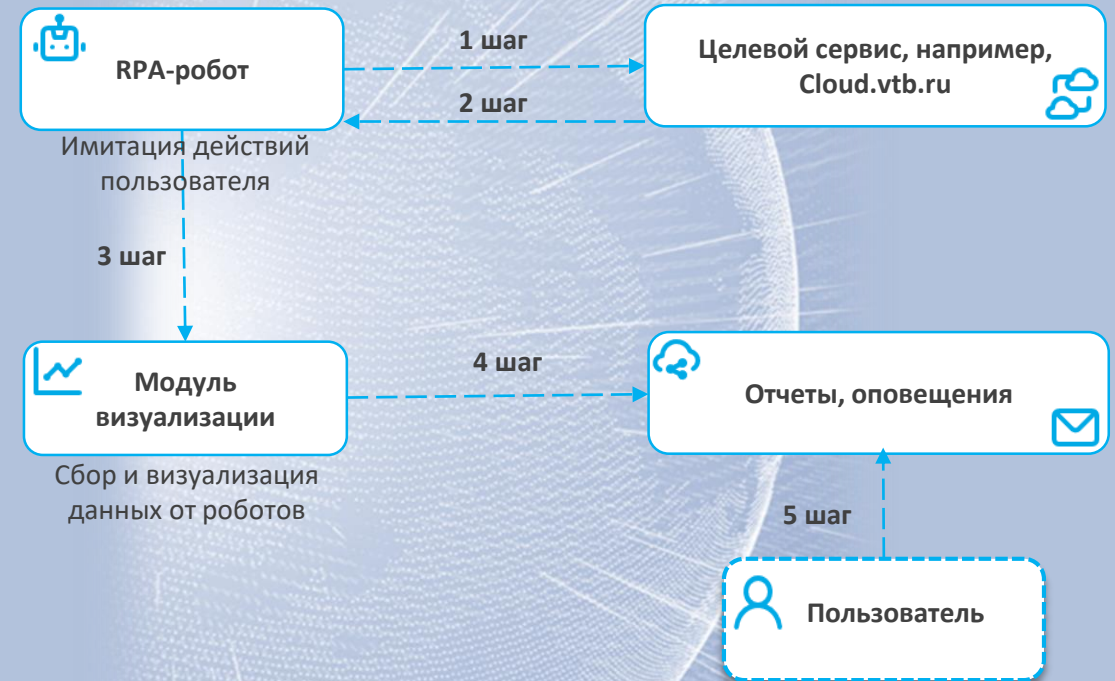 RPA-робот
1 шаг
Целевой сервис, например,
Cloud.vtb.ru
2 шаг
Имитация действий
пользователя
3 шаг
Модуль
визуализации
4 шаг
Отчеты, оповещения
Сбор и визуализация
данных от роботов
5 шаг
Пользователь